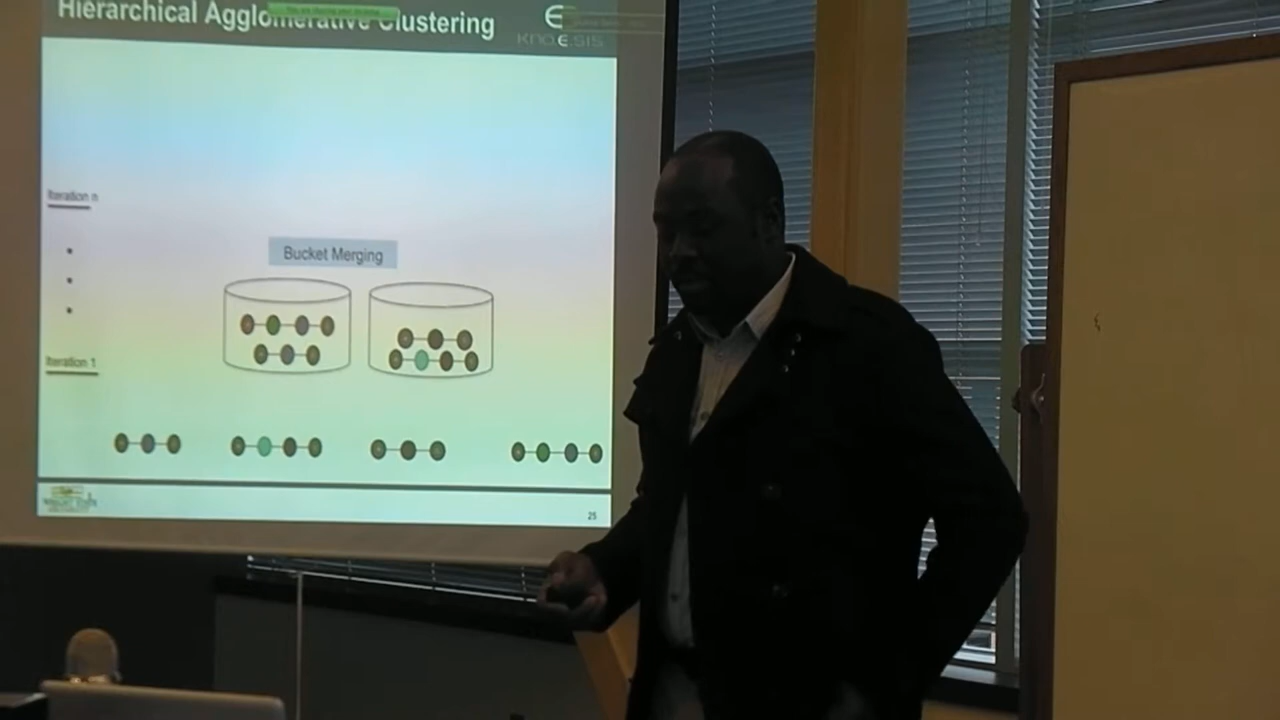 Hierarchical Agglomerative Clustering
KNO.E.SIS
Iteration n
Bucket Merging
Iteration 1
25